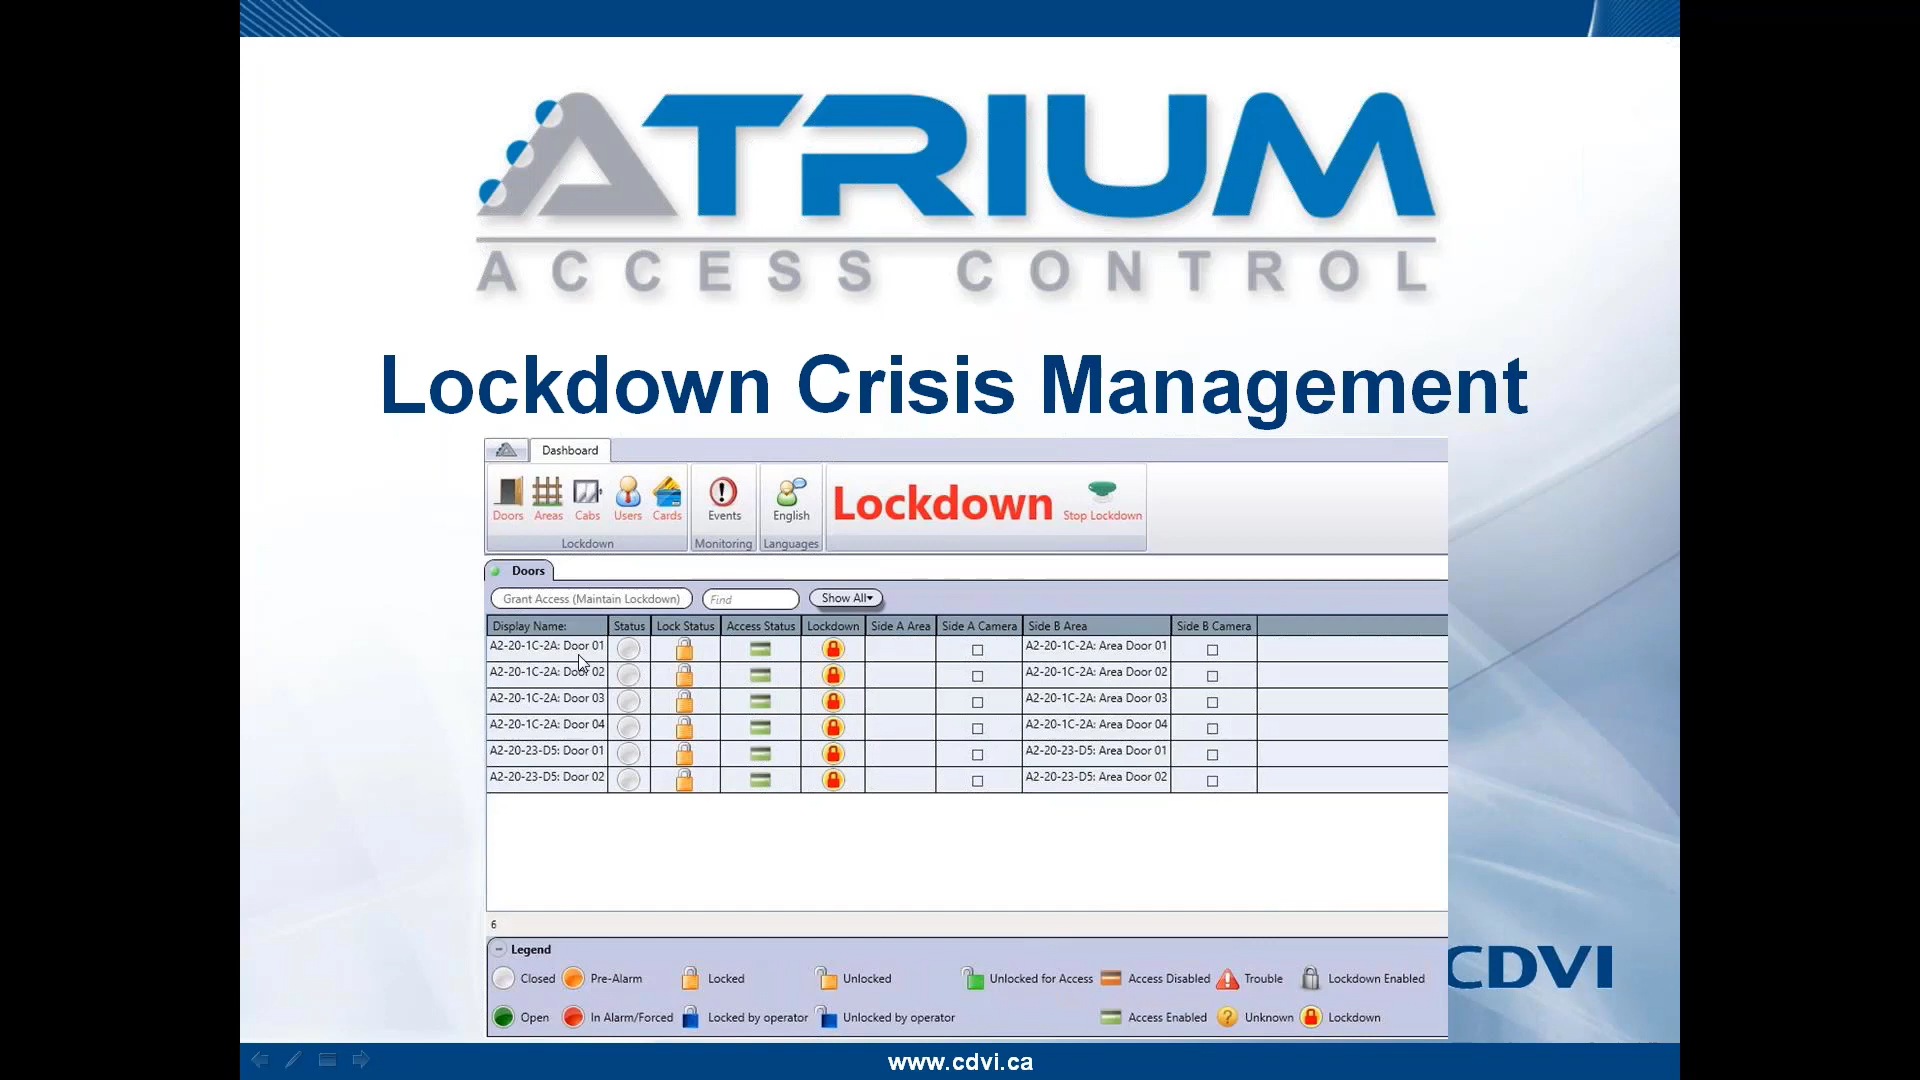 ATRIUM
ACCESS CONTROL
Lockdown Crisis Management
Dashboard
Doors Areas Cabs Users Cards Events English Lockdown Stop Lockdown
Lockdown Monitoring Languages
Doors
Grant Access (Maintain Lockdown) Find Show All
Display Name: Status Lock Status Access Status Lockdown Side A Area Side A Camera Side B Area Side B Camera
A2-20-1C-2A: Door 01 A2-20-1C-2A: Area Door 01
A2-20-1C-2A: Door 02 A2-20-1C-2A: Area Door 02
A2-20-1C-2A: Door 03 A2-20-1C-2A: Area Door 03
A2-20-1C-2A: Door 04 A2-20-1C-2A: Area Door 04
A2-20-23-D5: Door 01 A2-20-23-D5: Area Door 01
A2-20-23-D5: Door 02 A2-20-23-D5: Area Door 02
6
Legend
Closed Pre-Alarm Locked Unlocked Unlocked for Access Access Disabled Trouble Lockdown Enabled
Open In Alarm/Forced Locked by operator Unlocked by operator Access Enabled Unknown Lockdown
CDVI
www.cdvi.ca